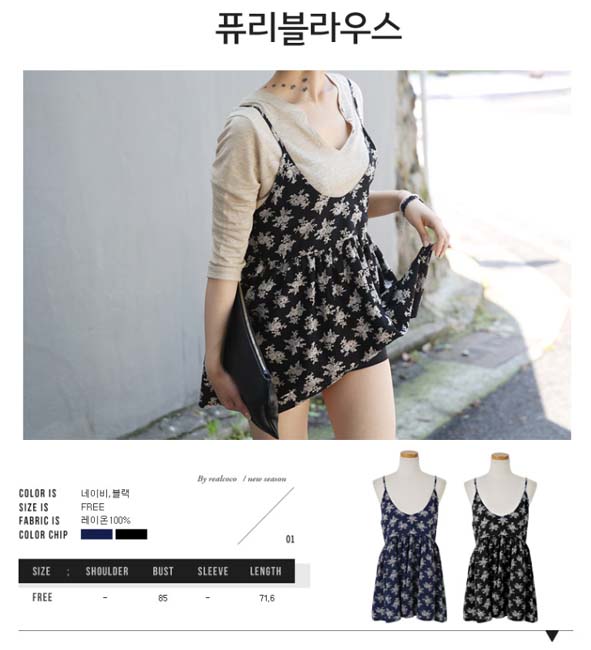 퓨리블라우스
By realcoco / new season
COLOR IS 네이비,블랙
SIZE IS FREE
FABRIC IS 레이온100%
COLOR CHIP
01
SIZE ; SHOULDER BUST SLEEVE LENGTH
FREE - 85 - 71,6